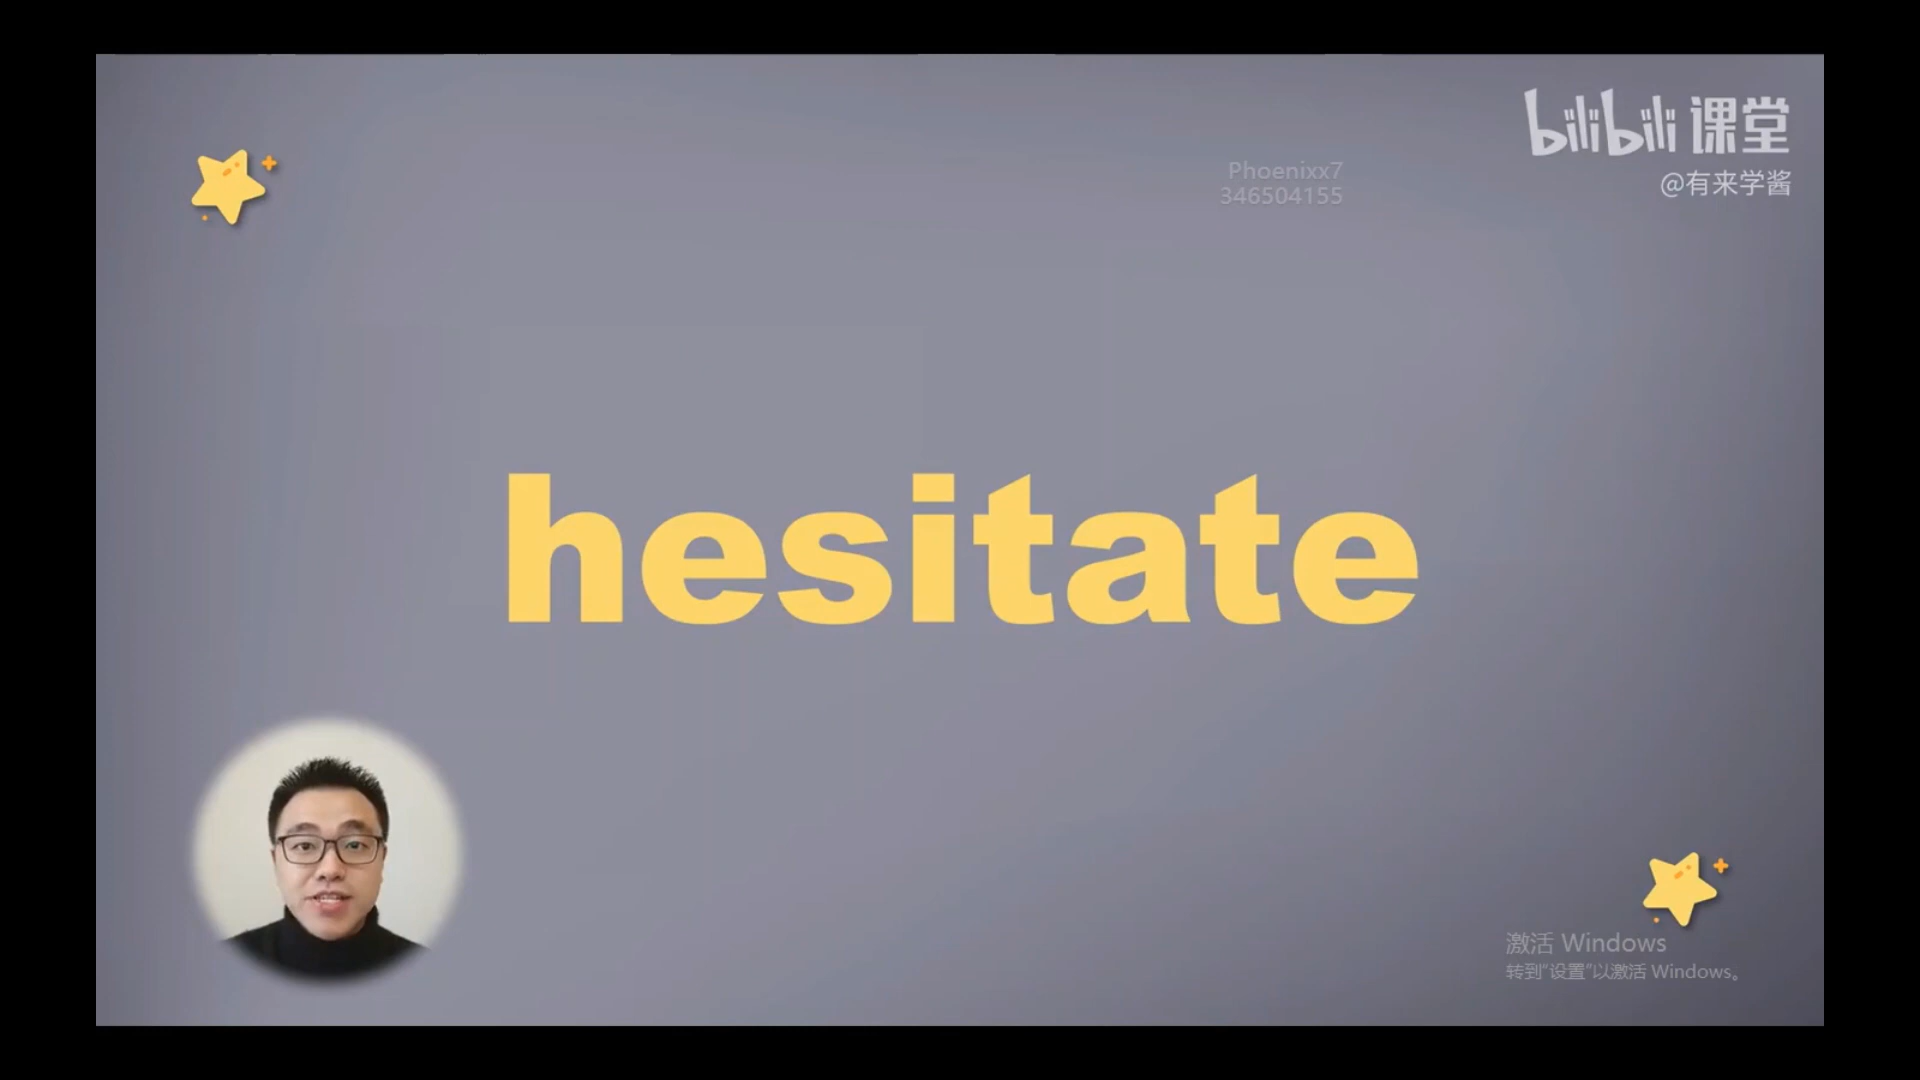 bilibili 课堂
@有来学酱
Phoenixx7
346504155
hesitate
激活 Windows
转到“设置”以激活 Windows。